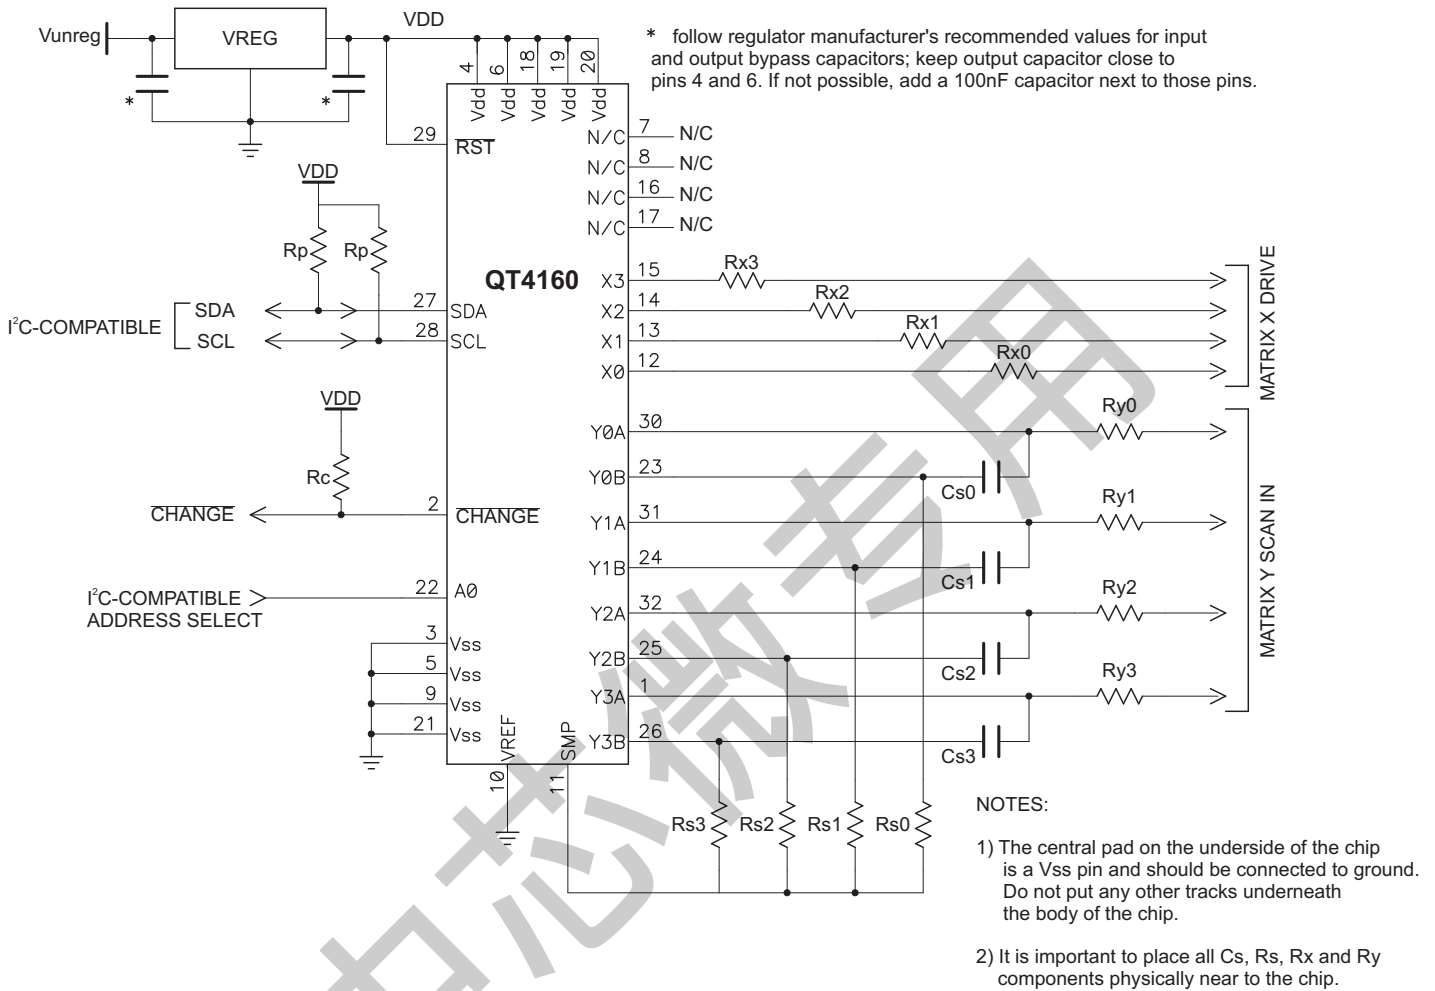 Vunreg
VREG
VDD
* follow regulator manufacturer's recommended values for input
and output bypass capacitors; keep output capacitor close to
pins 4 and 6. If not possible, add a 100nF capacitor next to those pins.
*
*
4
6
18
19
20
Vdd
Vdd
Vdd
Vdd
Vdd
29
RST
N/C 7 N/C
N/C 8 N/C
N/C 16 N/C
N/C 17 N/C
VDD
Rp
Rp
QT4160
X3 15 Rx3
X2 14 Rx2
X1 13 Rx1
X0 12 Rx0
MATRIX X DRIVE
I²C-COMPATIBLE
SDA
SCL
27 SDA
28 SCL
VDD
Rc
CHANGE
2 CHANGE
I²C-COMPATIBLE
ADDRESS SELECT
22 A0
3 Vss
5 Vss
9 Vss
21 Vss
10 VREF
11 SMP
Y0A 30 Ry0
Y0B 23 Cs0
Y1A 31 Ry1
Y1B 24 Cs1
Y2A 32 Ry2
Y2B 25 Cs2
Y3A 1 Ry3
Y3B 26 Cs3
MATRIX Y SCAN IN
Rs3
Rs2
Rs1
Rs0
NOTES:
1) The central pad on the underside of the chip
is a Vss pin and should be connected to ground.
Do not put any other tracks underneath
the body of the chip.
2) It is important to place all Cs, Rs, Rx and Ry
components physically near to the chip.
中芯微专用